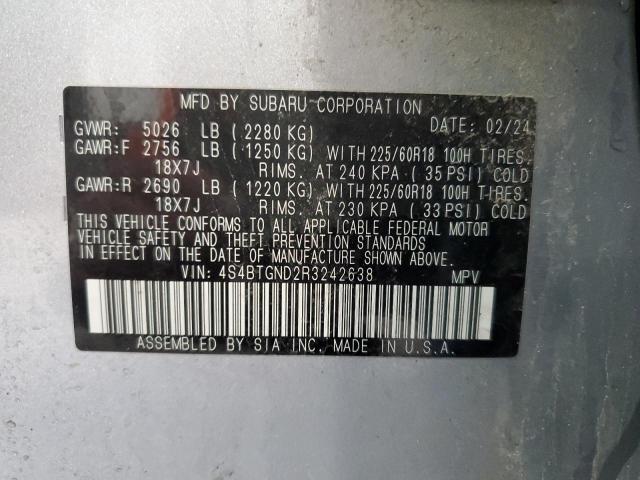 MFD BY SUBARU CORPORATION
GVWR: 5026 LB (2280 KG) DATE: 02/24
GAWR:F 2756 LB (1250 KG) WITH 225/60R18 100H TIRES.
18X7J RIMS. AT 240 KPA (35 PSI) COLD
GAWR:R 2690 LB (1220 KG) WITH 225/60R18 100H TIRES.
18X7J RIMS. AT 230 KPA (33 PSI) COLD
THIS VEHICLE CONFORMS TO ALL APPLICABLE FEDERAL MOTOR
VEHICLE SAFETY AND THEFT PREVENTION STANDARDS
IN EFFECT ON THE DATE OF MANUFACTURE SHOWN ABOVE.
VIN: 4S4BTGND2R3242638 MPV
ASSEMBLED BY SIA INC. MADE IN U.S.A.